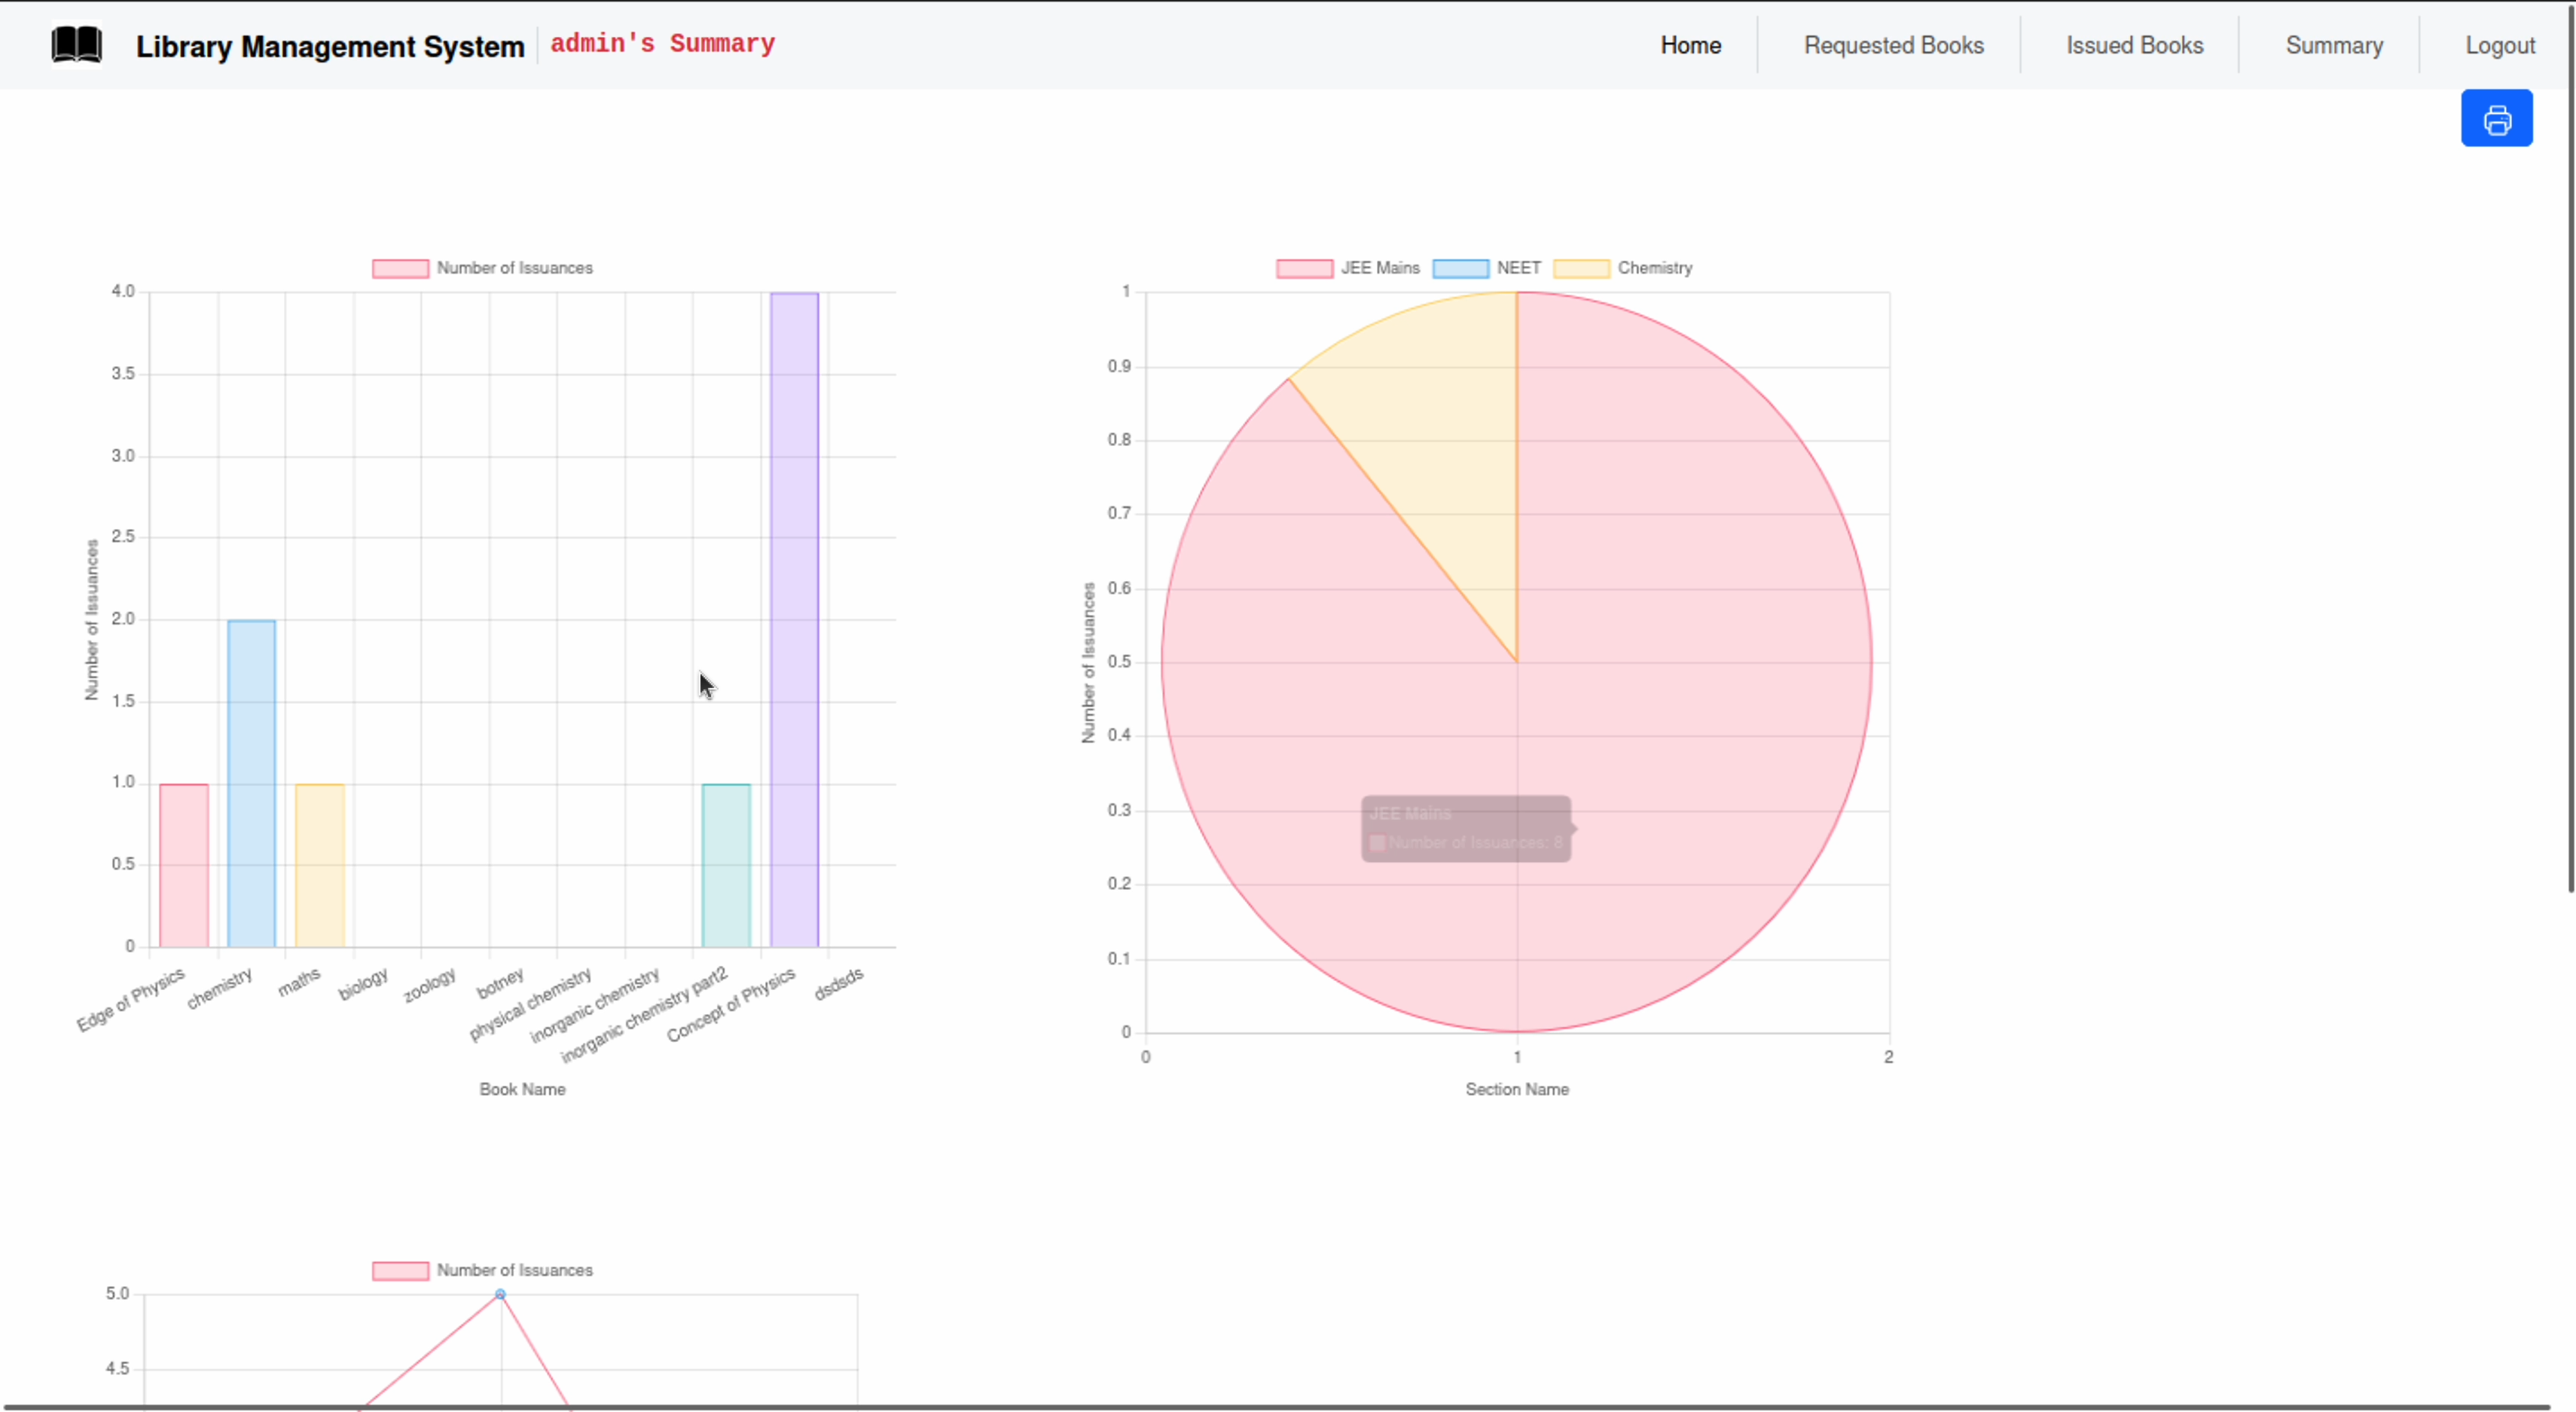 Library Management System
admin's Summary
Home
Requested Books
Issued Books
Summary
Logout
Number of Issuances
4.0
3.5
3.0
2.5
2.0
1.5
1.0
0.5
0
Number of Issuances
Edge of Physics
chemistry
maths
biology
zoology
botney
physical chemistry
inorganic chemistry
inorganic chemistry part2
Concept of Physics
dsdsds
Book Name
JEE Mains
NEET
Chemistry
1
0.9
0.8
0.7
0.6
0.5
0.4
0.3
0.2
0.1
0
Number of Issuances
JEE Mains
Number of Issuances: 8
0
1
2
Section Name
Number of Issuances
5.0
4.5